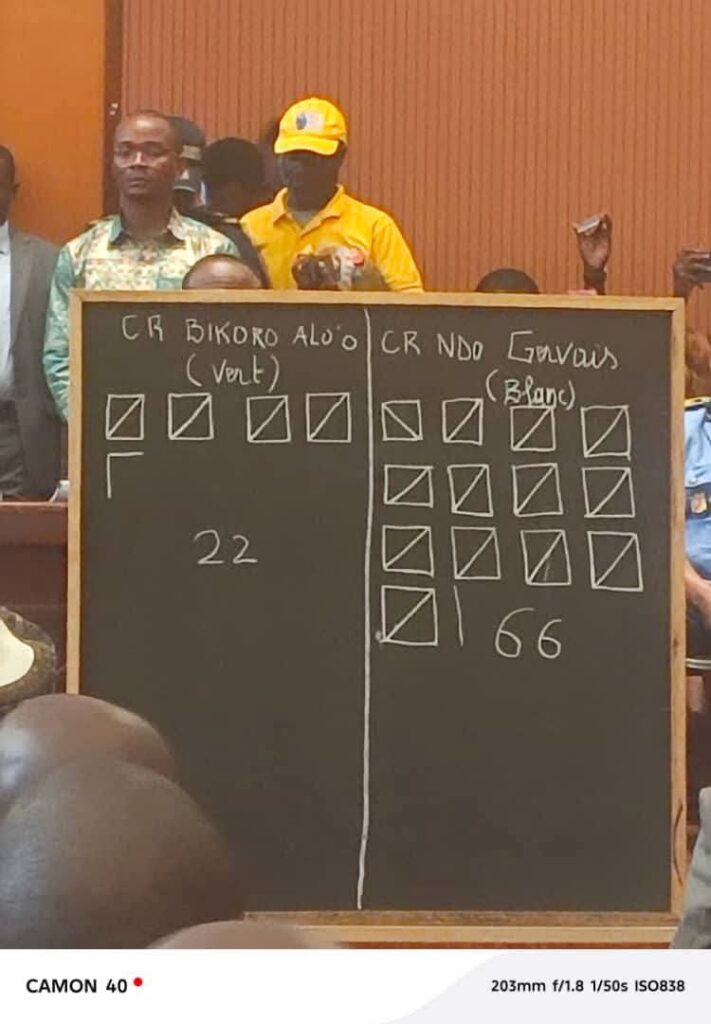 CR BIKORO ALO'O
(Vert)
22
CR NDO Gervais
(Blanc)
66
CAMON 40
203mm f/1.8 1/50s ISO838